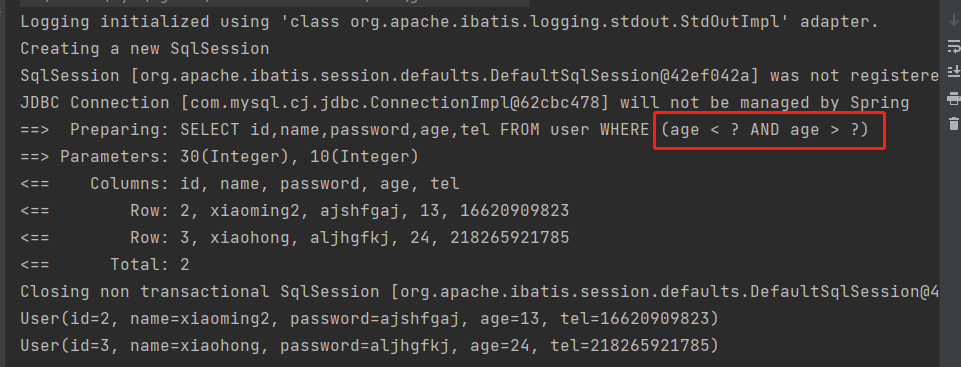 Logging initialized using 'class org.apache.ibatis.logging.stdout.StdOutImpl' adapter.
Creating a new SqlSession
SqlSession [org.apache.ibatis.session.defaults.DefaultSqlSession@42ef042a] was not registere
JDBC Connection [com.mysql.cj.jdbc.ConnectionImpl@62cbc478] will not be managed by Spring
==>  Preparing: SELECT id,name,password,age,tel FROM user WHERE (age < ? AND age > ?)
==> Parameters: 30(Integer), 10(Integer)
<==    Columns: id, name, password, age, tel
<==        Row: 2, xiaoming2, ajshfgaj, 13, 16620909823
<==        Row: 3, xiaohong, aljhgfkj, 24, 218265921785
<==      Total: 2
Closing non transactional SqlSession [org.apache.ibatis.session.defaults.DefaultSqlSession@4
User(id=2, name=xiaoming2, password=ajshfgaj, age=13, tel=16620909823)
User(id=3, name=xiaohong, password=aljhgfkj, age=24, tel=218265921785)